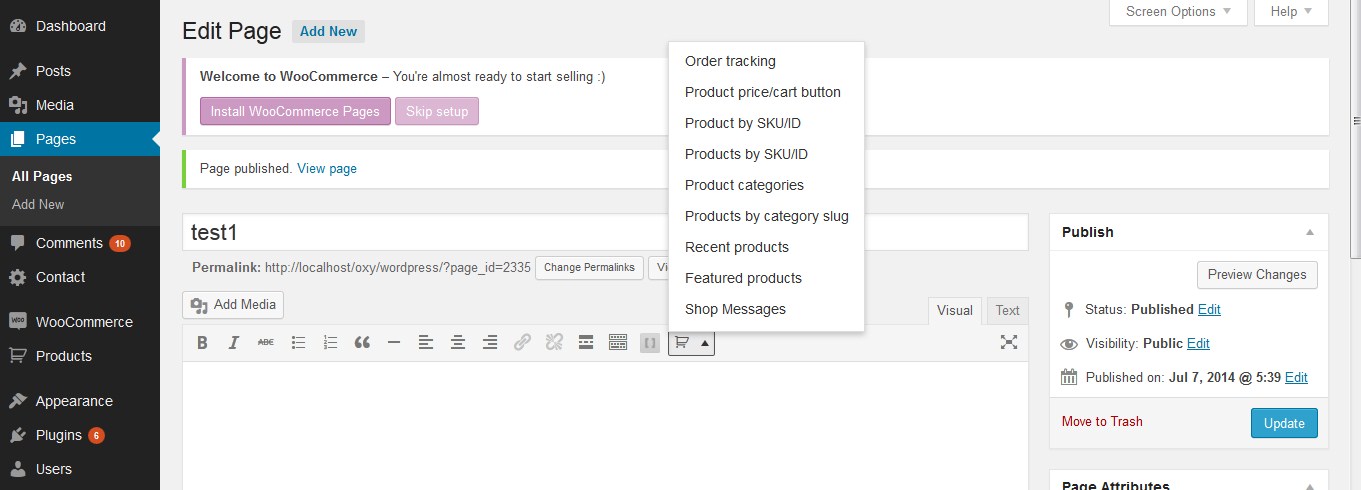 Dashboard
Posts
Media
Pages
All Pages
Add New
Comments 10
Contact
WooCommerce
Products
Appearance
Plugins 6
Users
Screen Options Help
Edit Page Add New
Welcome to WooCommerce – You're almost ready to start selling :)
Install WooCommerce Pages Skip setup
Page published. View page
test1
Permalink: http://localhost/oxy/wordpress/?page_id=2335 Change Permalinks
Add Media
Visual Text
B I ABC
Order tracking
Product price/cart button
Product by SKU/ID
Products by SKU/ID
Product categories
Products by category slug
Recent products
Featured products
Shop Messages
Publish
Preview Changes
Status: Published Edit
Visibility: Public Edit
Published on: Jul 7, 2014 @ 5:39 Edit
Move to Trash Update
Page Attributes